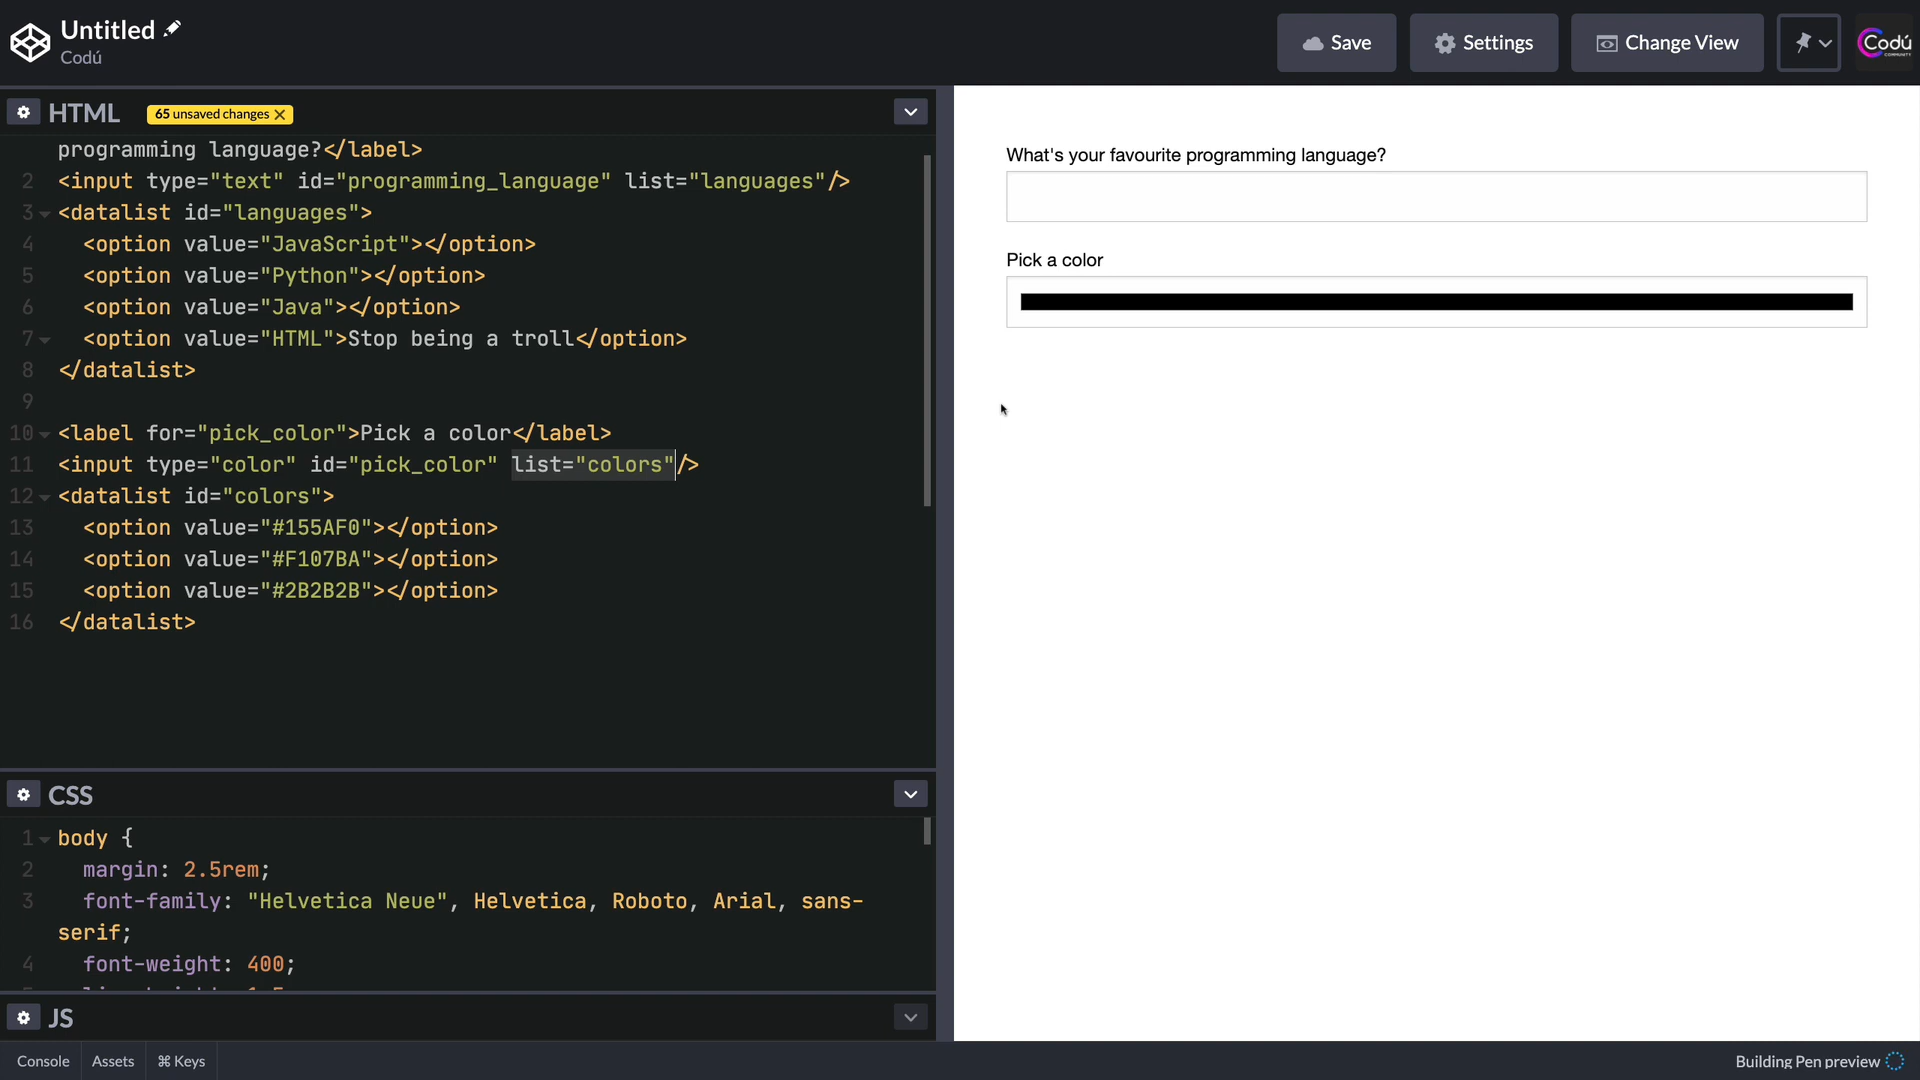 Untitled
Codú
Save
Settings
Change View
Codú
COMMUNITY
HTML
65 unsaved changes ×
programming language?</label>
2 <input type="text" id="programming_language" list="languages"/>
3 <datalist id="languages">
4 <option value="JavaScript"></option>
5 <option value="Python"></option>
6 <option value="Java"></option>
7 <option value="HTML">Stop being a troll</option>
8 </datalist>
9
10 <label for="pick_color">Pick a color</label>
11 <input type="color" id="pick_color" list="colors"/>
12 <datalist id="colors">
13 <option value="#155AF0"></option>
14 <option value="#F107BA"></option>
15 <option value="#2B2B2B"></option>
16 </datalist>
CSS
1 body {
2 margin: 2.5rem;
3 font-family: "Helvetica Neue", Helvetica, Roboto, Arial, sans-
serif;
4 font-weight: 400;
JS
Console
Assets
⌘ Keys
What's your favourite programming language?
Pick a color
Building Pen preview